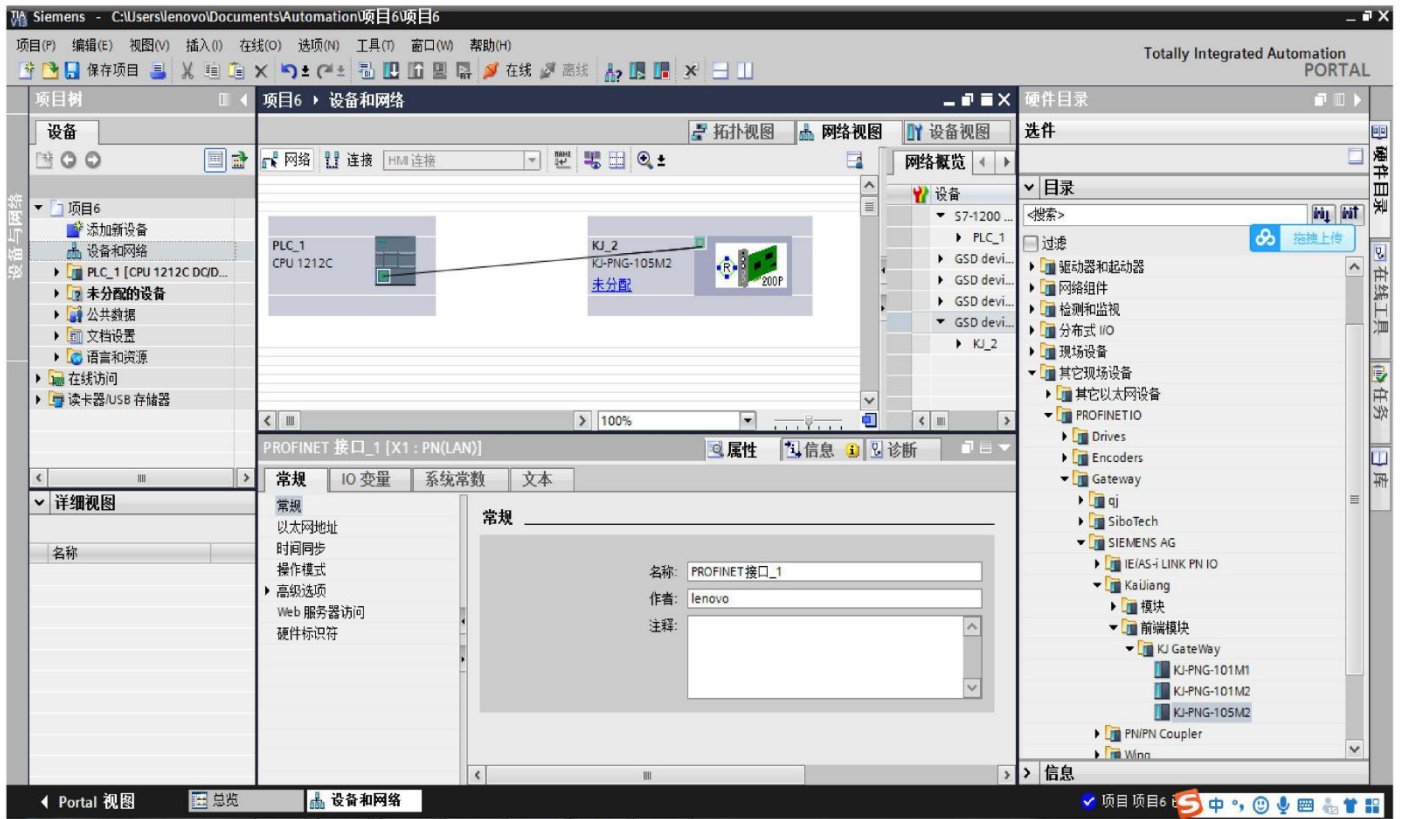 Siemens - C:\Users\lenovo\Documents\Automation\项目6\项目6
项目(P) 编辑(E) 视图(V) 插入(I) 在线(O) 选项(N) 工具(T) 窗口(W) 帮助(H)
Totally Integrated Automation
PORTAL
保存项目 在线 离线
项目树
项目6 ▸ 设备和网络
硬件目录
设备
拓扑视图 网络视图 设备视图
选件
网络 连接 HMI 连接
网络概览
设备与网络
项目6
添加新设备
设备和网络
PLC_1 [CPU 1212C DC/D...
未分配的设备
公共数据
文档设置
语言和资源
在线访问
读卡器/USB 存储器
PLC_1
CPU 1212C
KJ_2
KJ-PNG-105M2
未分配
200P
设备
S7-1200 ...
PLC_1
GSD devi...
GSD devi...
GSD devi...
GSD devi...
KJ_2
100%
详细视图
名称
PROFINET 接口_1 [X1 : PN(LAN)]
属性 信息 诊断
常规 IO 变量 系统常数 文本
常规
以太网地址
时间同步
操作模式
高级选项
Web 服务器访问
硬件标识符
常规
名称: PROFINET接口_1
作者: lenovo
注释:
目录
<搜索>
过滤
拖拽上传
驱动器和起动器
网络组件
检测和监视
分布式 I/O
现场设备
其它现场设备
其它以太网设备
PROFINET IO
Drives
Encoders
Gateway
qj
SiboTech
SIEMENS AG
IE/AS-i LINK PN IO
KaiJiang
模块
前端模块
KJ GateWay
KJ-PNG-101M1
KJ-PNG-101M2
KJ-PNG-105M2
PN/PN Coupler
Wing
信息
硬件目录
在线工具
任务
库
Portal 视图 总览 设备和网络
项目 项目6
中